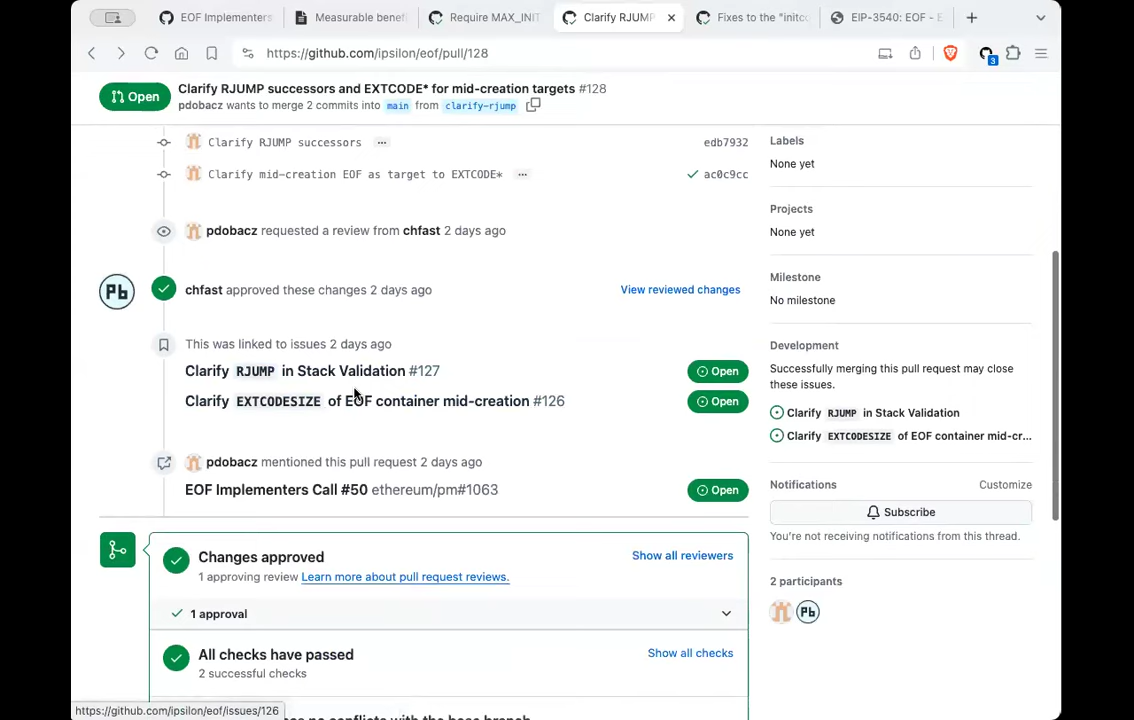 EOF Implementers
Measurable benef
Require MAX_INIT
Clarify RJUMP
Fixes to the "initco
EIP-3540: EOF - E
https://github.com/ipsilon/eof/pull/128
3
Open
Clarify RJUMP successors and EXTCODE* for mid-creation targets #128
pdobacz wants to merge 2 commits into main from clarify-rjump
Clarify RJUMP successors ... edb7932
Clarify mid-creation EOF as target to EXTCODE* ... ac0c9cc
pdobacz requested a review from chfast 2 days ago
Pb
chfast approved these changes 2 days ago
View reviewed changes
This was linked to issues 2 days ago
Clarify RJUMP in Stack Validation #127
Open
Clarify EXTCODESIZE of EOF container mid-creation #126
Open
pdobacz mentioned this pull request 2 days ago
EOF Implementers Call #50 ethereum/pm#1063
Open
Changes approved
Show all reviewers
1 approving review Learn more about pull request reviews.
1 approval
All checks have passed
Show all checks
2 successful checks
no conflicts with the base branch
https://github.com/ipsilon/eof/issues/126
Labels
None yet
Projects
None yet
Milestone
No milestone
Development
Successfully merging this pull request may close
these issues.
Clarify RJUMP in Stack Validation
Clarify EXTCODESIZE of EOF container mid-cr...
Notifications
Customize
Subscribe
You're not receiving notifications from this thread.
2 participants
Pb